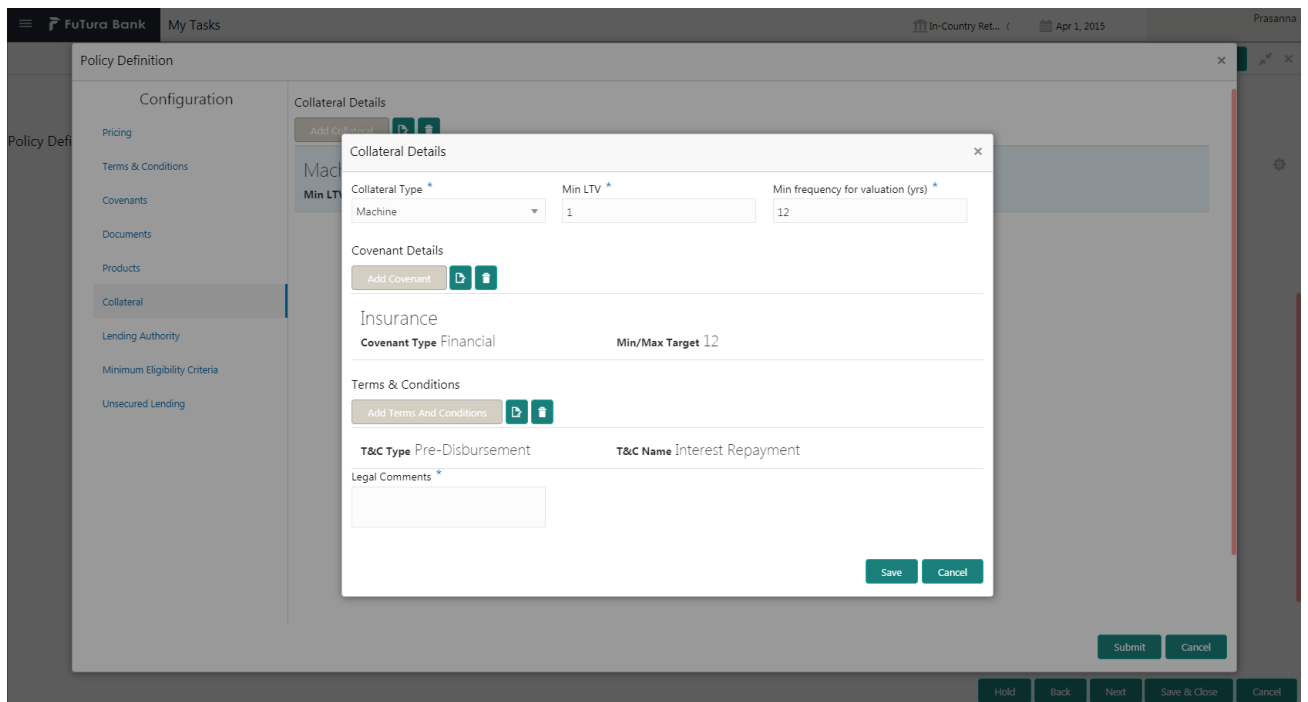 FuTura Bank My Tasks In-Country Ret... ( Apr 1, 2015 Prasanna
Policy Definition ×
Configuration
Collateral Details
Policy Defi
Pricing
Terms & Conditions
Covenants
Documents
Products
Collateral
Lending Authority
Minimum Eligibility Criteria
Unsecured Lending
Add Collateral
Mach
Min LTV
Collateral Details ×
Collateral Type * Min LTV * Min frequency for valuation (yrs) *
Machine 1 12
Covenant Details
Add Covenant
Insurance
Covenant Type Financial Min/Max Target 12
Terms & Conditions
Add Terms And Conditions
T&C Type Pre-Disbursement T&C Name Interest Repayment
Legal Comments *
Save Cancel
Submit Cancel
Hold Back Next Save & Close Cancel